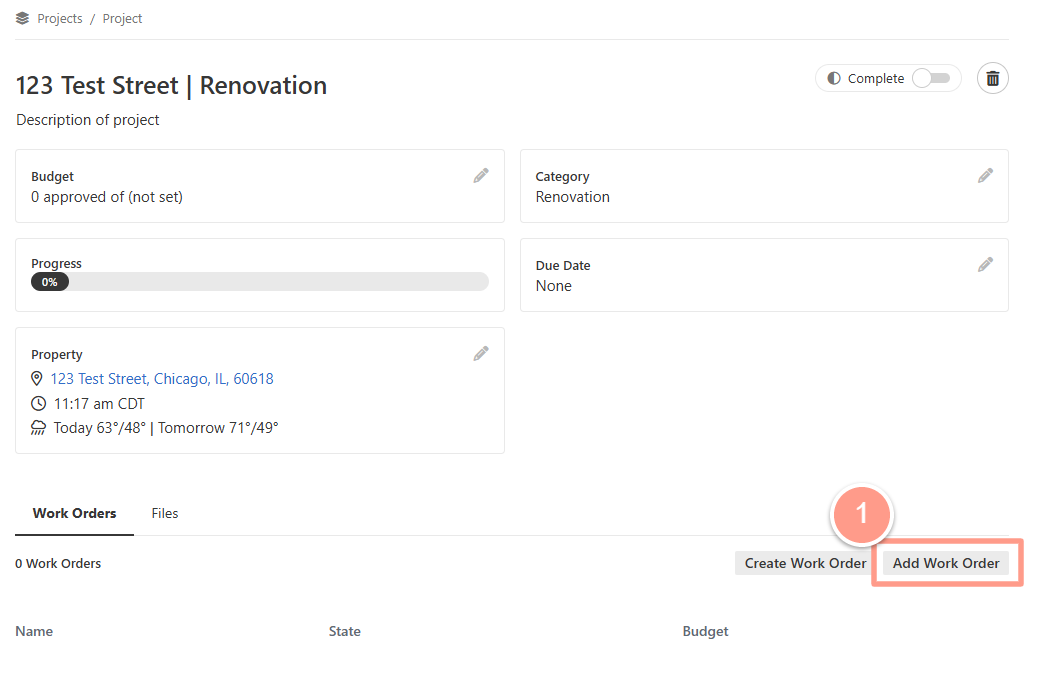 Projects / Project
123 Test Street | Renovation
Complete
Description of project
Budget
0 approved of (not set)
Category
Renovation
Progress
0%
Due Date
None
Property
123 Test Street, Chicago, IL, 60618
11:17 am CDT
Today 63°/48° | Tomorrow 71°/49°
Work Orders Files
1
0 Work Orders Create Work Order Add Work Order
Name State Budget